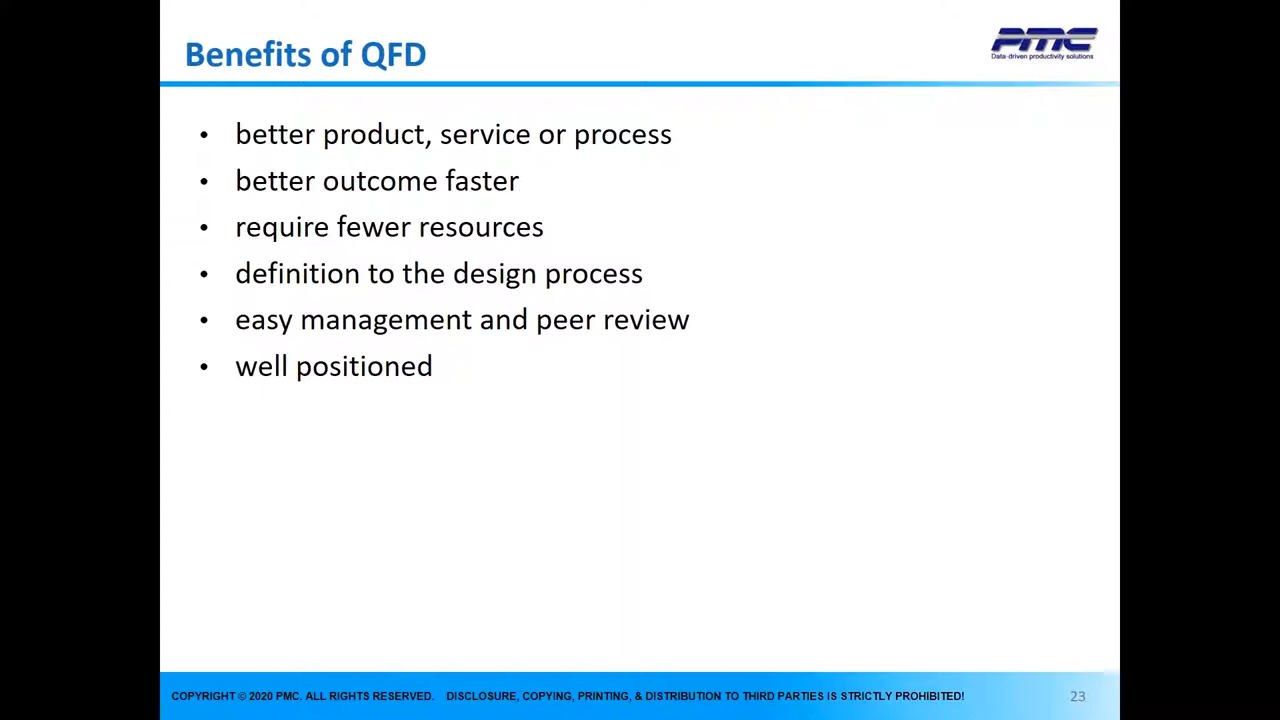 Benefits of QFD
PMC
Data-driven productivity solutions
• better product, service or process
• better outcome faster
• require fewer resources
• definition to the design process
• easy management and peer review
• well positioned
COPYRIGHT © 2020 PMC. ALL RIGHTS RESERVED. DISCLOSURE, COPYING, PRINTING, & DISTRIBUTION TO THIRD PARTIES IS STRICTLY PROHIBITED!
23